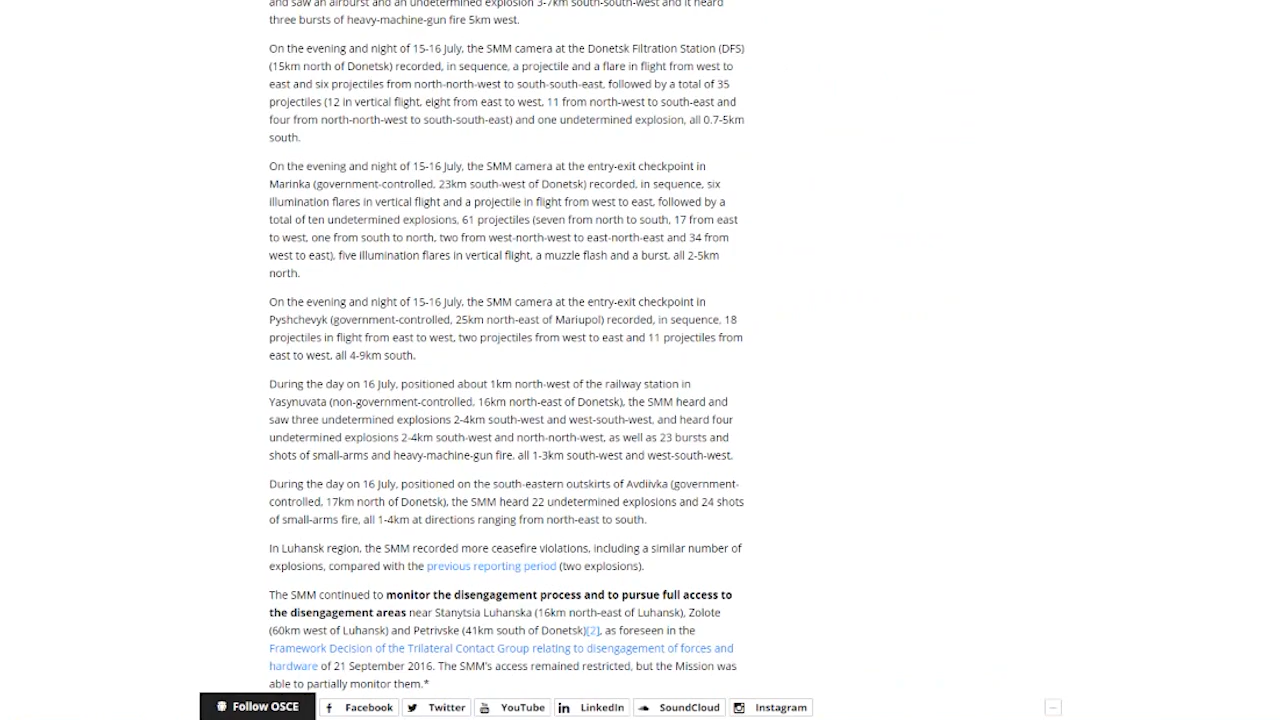 and saw an airburst and an undetermined explosion 3-7km south-south-west and it heard
three bursts of heavy-machine-gun fire 5km west.
On the evening and night of 15-16 July, the SMM camera at the Donetsk Filtration Station (DFS)
(15km north of Donetsk) recorded, in sequence, a projectile and a flare in flight from west to
east and six projectiles from north-north-west to south-south-east, followed by a total of 35
projectiles (12 in vertical flight, eight from east to west, 11 from north-west to south-east and
four from north-north-west to south-south-east) and one undetermined explosion, all 0.7-5km
south.
On the evening and night of 15-16 July, the SMM camera at the entry-exit checkpoint in
Marinka (government-controlled, 23km south-west of Donetsk) recorded, in sequence, six
illumination flares in vertical flight and a projectile in flight from west to east, followed by a
total of ten undetermined explosions, 61 projectiles (seven from north to south, 17 from east
to west, one from south to north, two from west-north-west to east-north-east and 34 from
west to east), five illumination flares in vertical flight, a muzzle flash and a burst, all 2-5km
north.
On the evening and night of 15-16 July, the SMM camera at the entry-exit checkpoint in
Pyshchevyk (government-controlled, 25km north-east of Mariupol) recorded, in sequence, 18
projectiles in flight from east to west, two projectiles from west to east and 11 projectiles from
east to west, all 4-9km south.
During the day on 16 July, positioned about 1km north-west of the railway station in
Yasynuvata (non-government-controlled, 16km north-east of Donetsk), the SMM heard and
saw three undetermined explosions 2-4km south-west and west-south-west, and heard four
undetermined explosions 2-4km south-west and north-north-west, as well as 23 bursts and
shots of small-arms and heavy-machine-gun fire, all 1-3km south-west and west-south-west.
During the day on 16 July, positioned on the south-eastern outskirts of Avdiivka (government-
controlled, 17km north of Donetsk), the SMM heard 22 undetermined explosions and 24 shots
of small-arms fire, all 1-4km at directions ranging from north-east to south.
In Luhansk region, the SMM recorded more ceasefire violations, including a similar number of
explosions, compared with the previous reporting period (two explosions).
The SMM continued to monitor the disengagement process and to pursue full access to
the disengagement areas near Stanytsia Luhanska (16km north-east of Luhansk), Zolote
(60km west of Luhansk) and Petrivske (41km south of Donetsk)[2], as foreseen in the
Framework Decision of the Trilateral Contact Group relating to disengagement of forces and
hardware of 21 September 2016. The SMM's access remained restricted, but the Mission was
able to partially monitor them.*
Follow OSCE Facebook Twitter YouTube LinkedIn SoundCloud Instagram